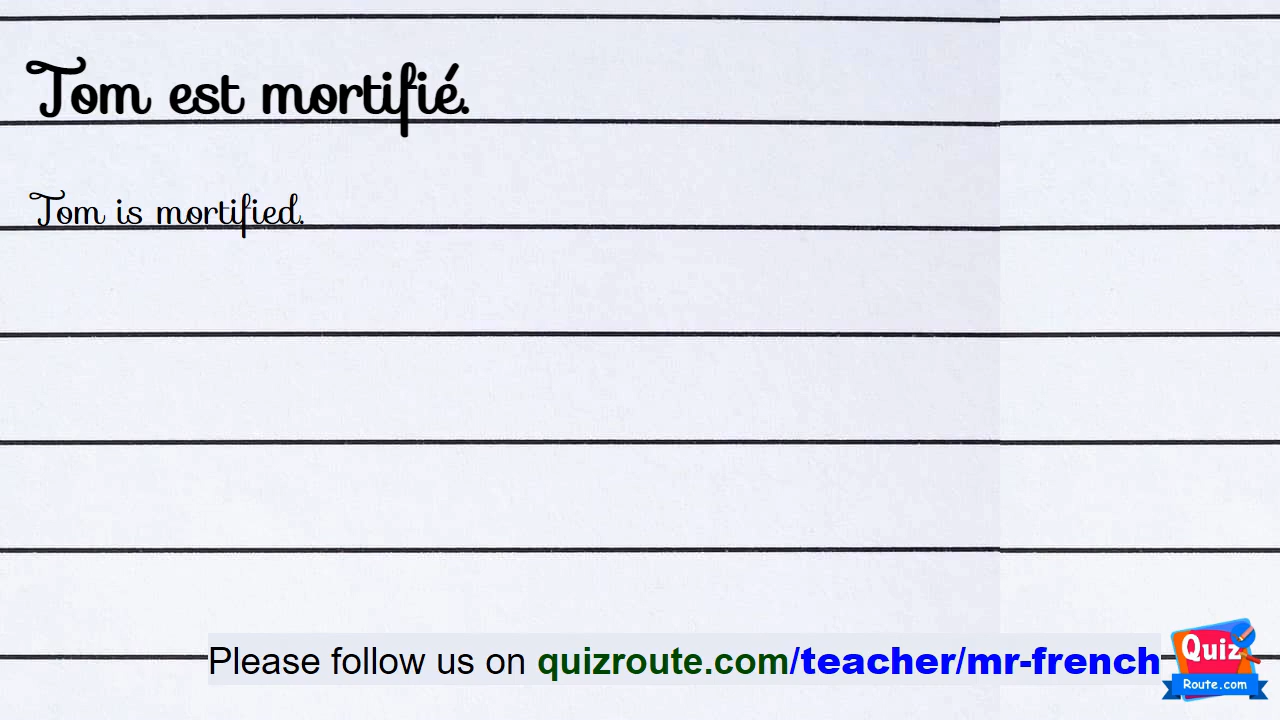 Tom est mortifié.
Tom is mortified.
Please follow us on quizroute.com/teacher/mr-french
Quiz
Route.com